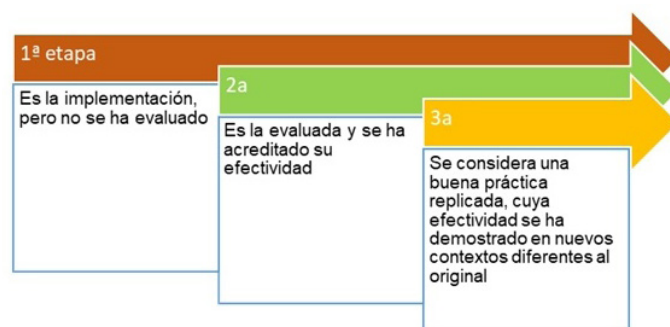 1ª etapa
Es la implementación,
pero no se ha evaluado
2a
Es la evaluada y se ha
acreditado su
efectividad
3a
Se considera una
buena práctica
replicada, cuya
efectividad se ha
demostrado en nuevos
contextos diferentes al
original